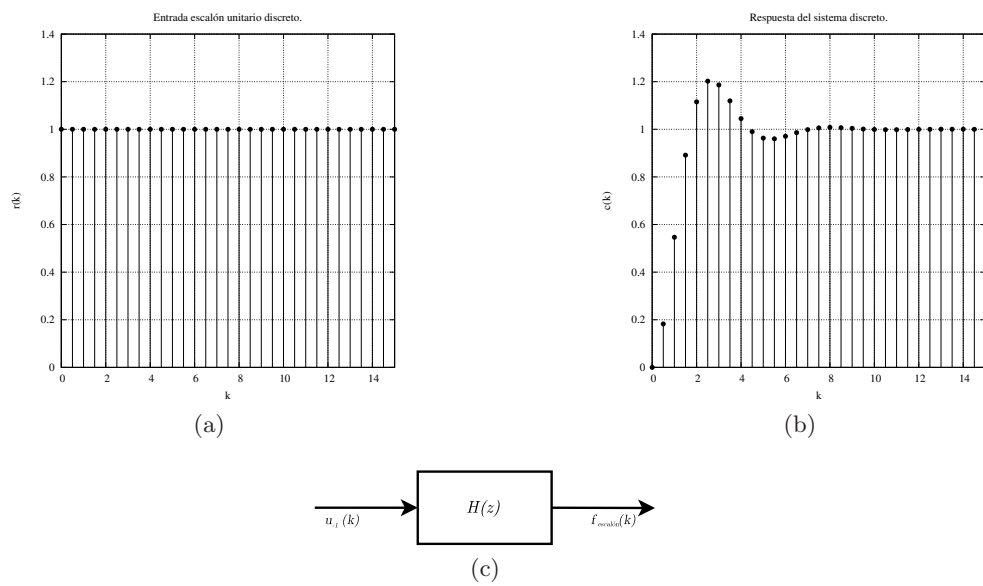 Entrada escalón unitario discreto.
1.4
1.2
1
0.8
0.6
0.4
0.2
0
r(k)
0 2 4 6 8 10 12 14
k
(a)
Respuesta del sistema discreto.
1.4
1.2
1
0.8
0.6
0.4
0.2
0
c(k)
0 2 4 6 8 10 12 14
k
(b)
u₋₁(k)
H(z)
f escalón(k)
(c)